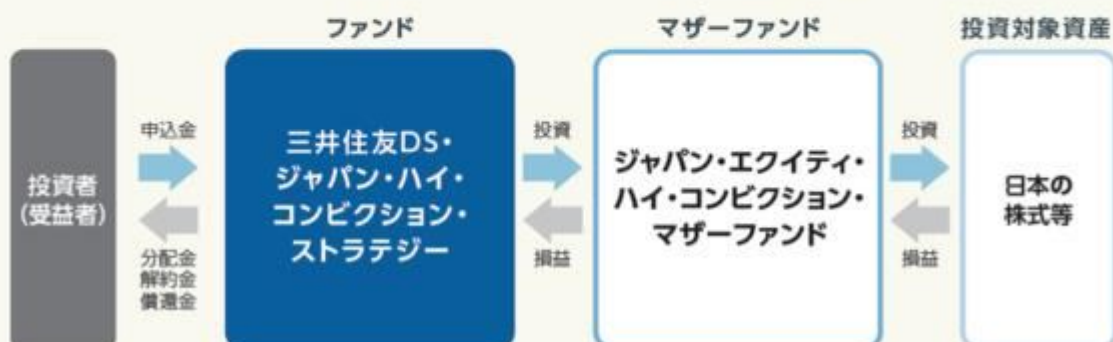 ファンド
マザーファンド
投資対象資産
投資者
(受益者)
申込金
分配金
解約金
償還金
三井住友DS・
ジャパン・ハイ・
コンビクション・
ストラテジー
投資
損益
ジャパン・エクイティ・
ハイ・コンビクション・
マザーファンド
投資
損益
日本の
株式等